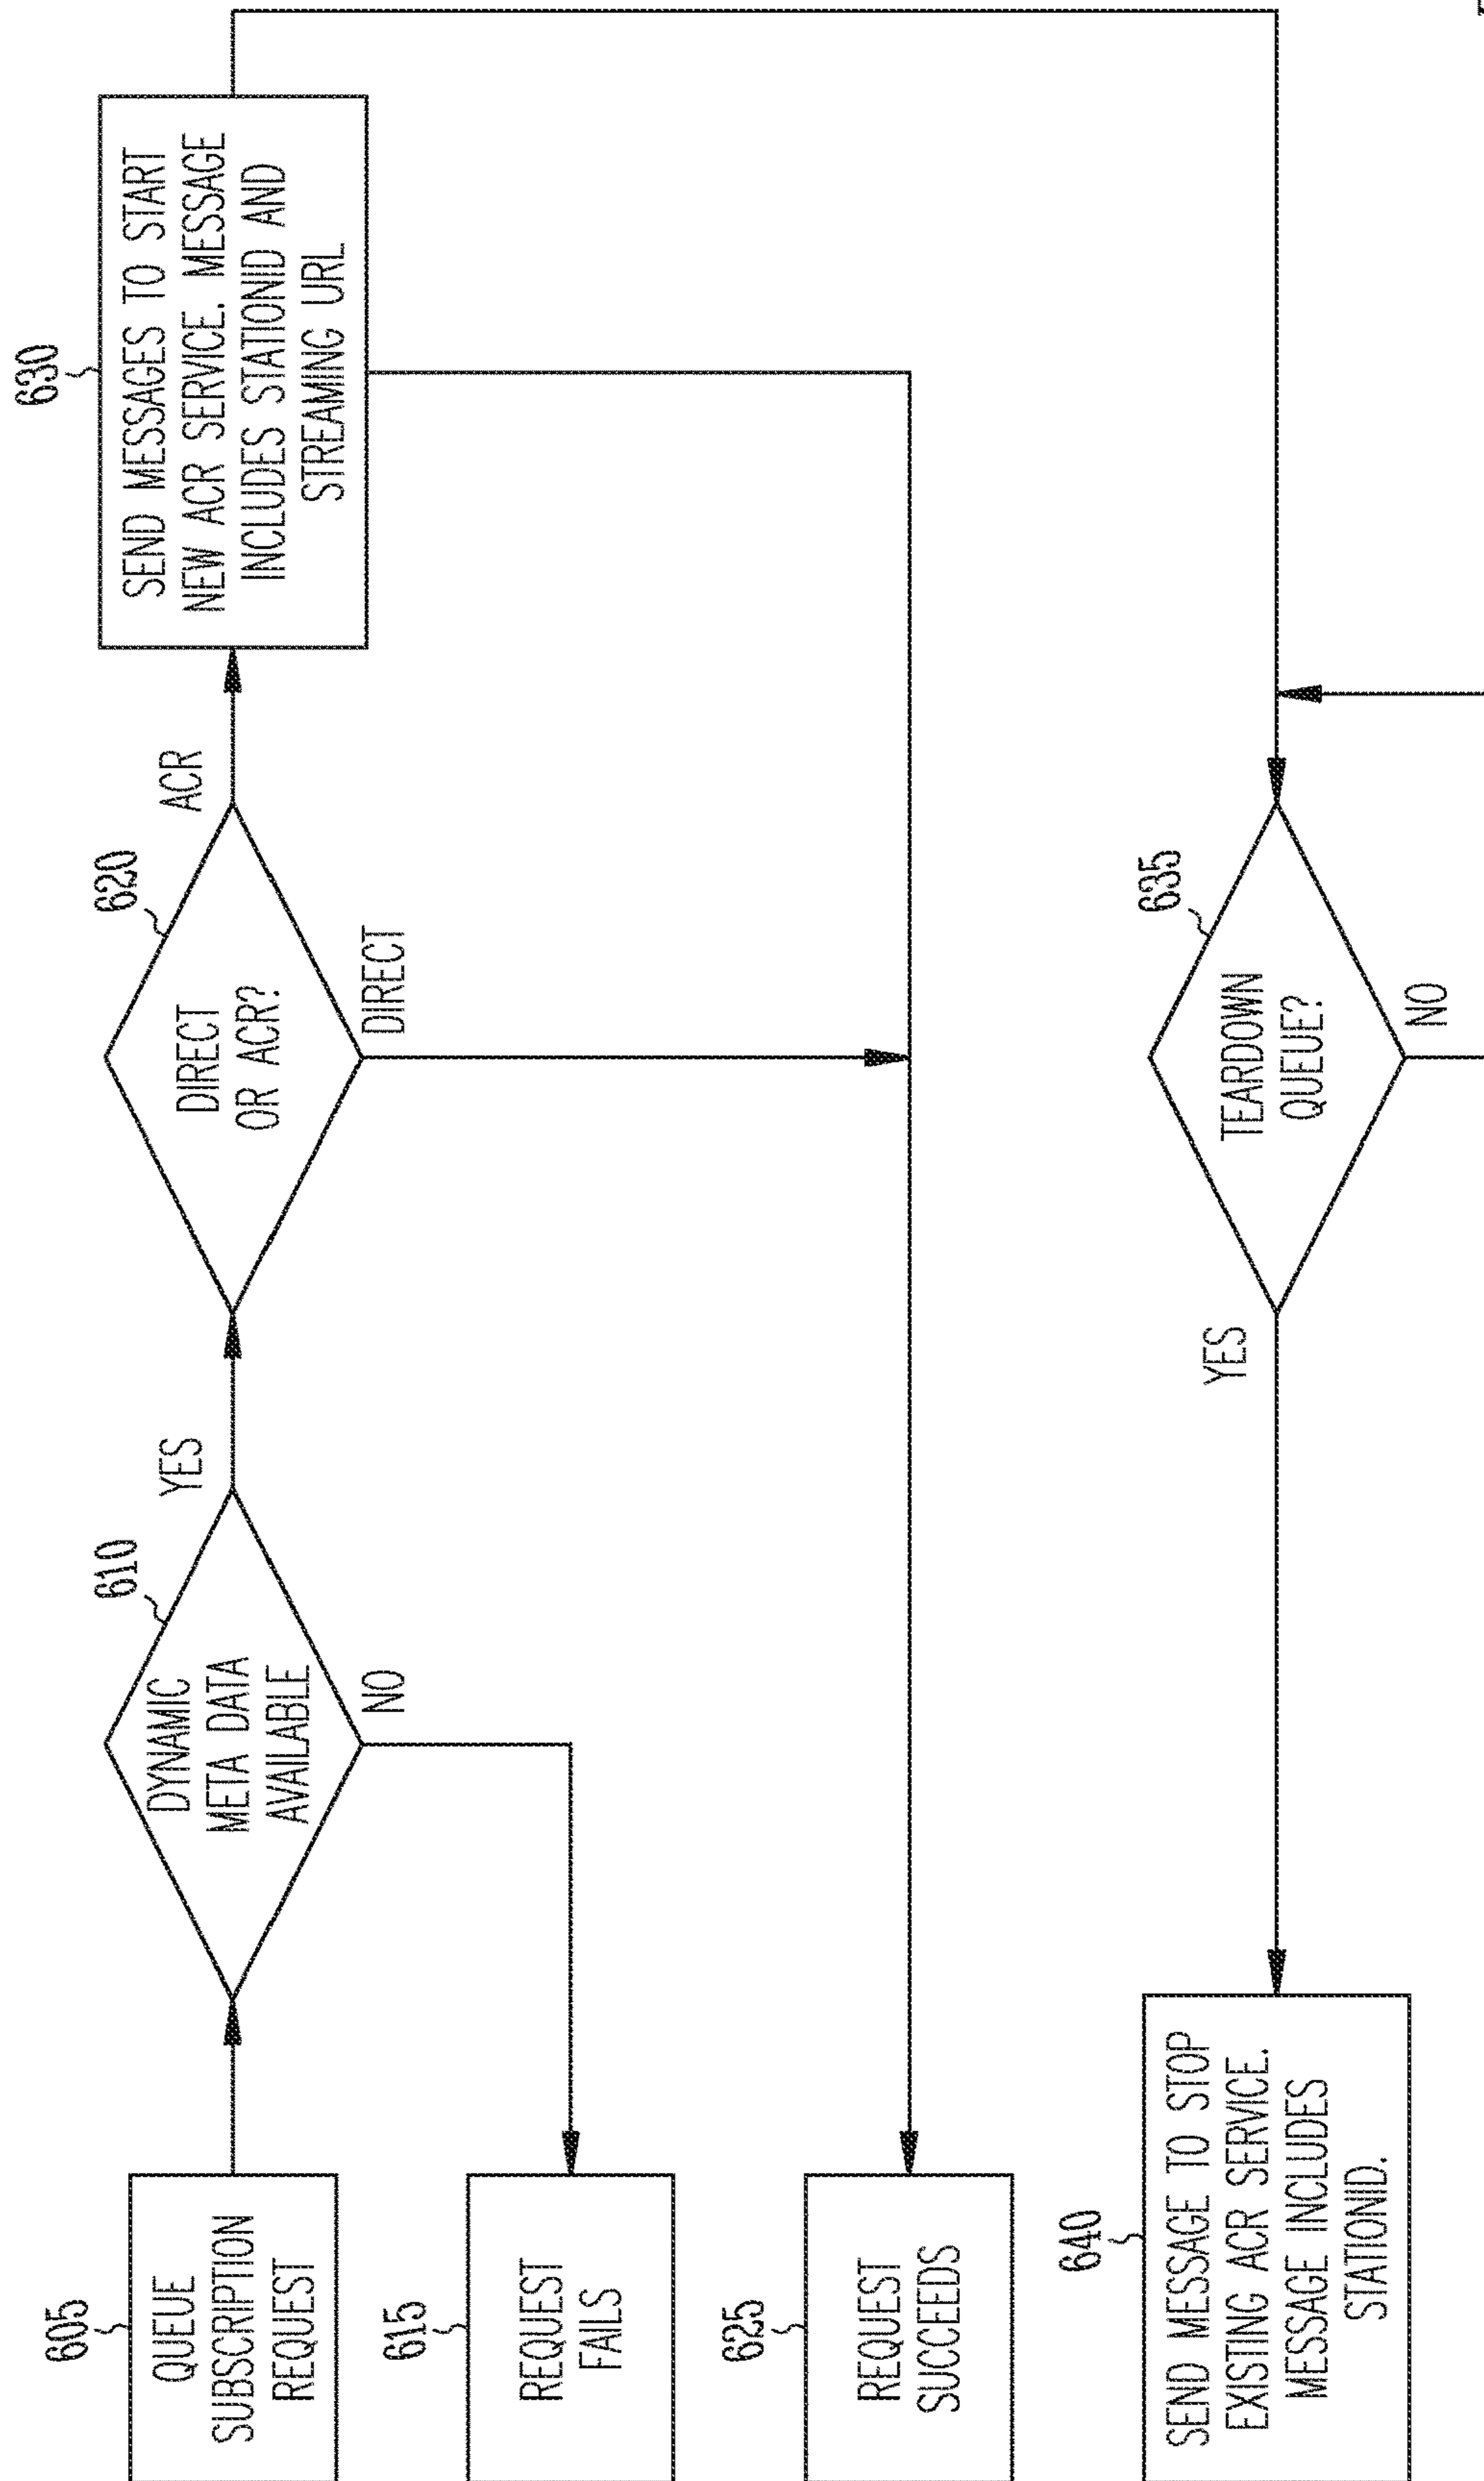 605
QUEUE
SUBSCRIPTION
REQUEST
610
DYNAMIC
META DATA
AVAILABLE
YES
NO
620
DIRECT
OR ACR?
ACR
DIRECT
630
SEND MESSAGES TO START
NEW ACR SERVICE. MESSAGE
INCLUDES STATIONID AND
STREAMING URL
615
REQUEST
FAILS
625
REQUEST
SUCCEEDS
640
SEND MESSAGE TO STOP
EXISTING ACR SERVICE.
MESSAGE INCLUDES
STATIONID.
YES
635
TEARDOWN
QUEUE?
NO